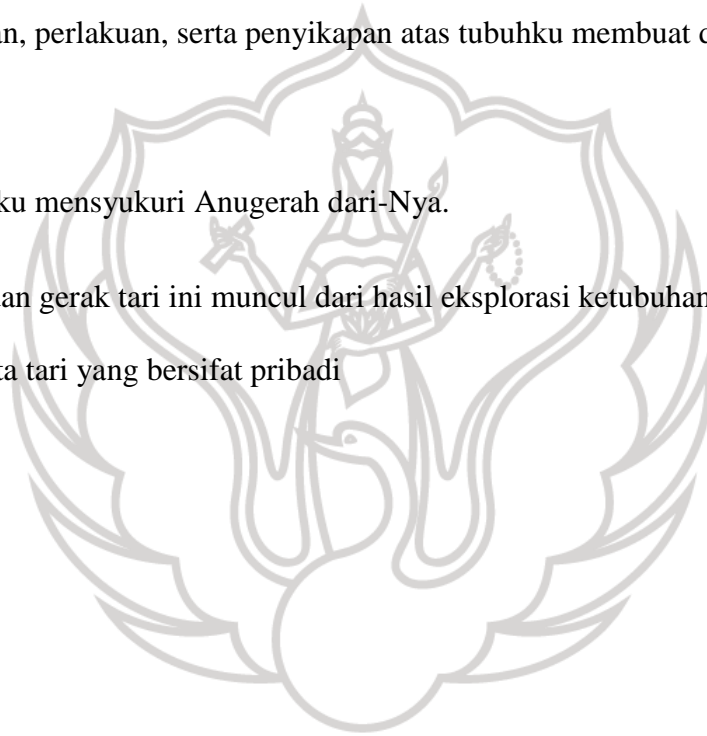 an, perlakuan, serta penyikapan atas tubuhku membuat d
ku mensyukuri Anugerah dari-Nya.
lan gerak tari ini muncul dari hasil eksplorasi ketubuhan
ta tari yang bersifat pribadi